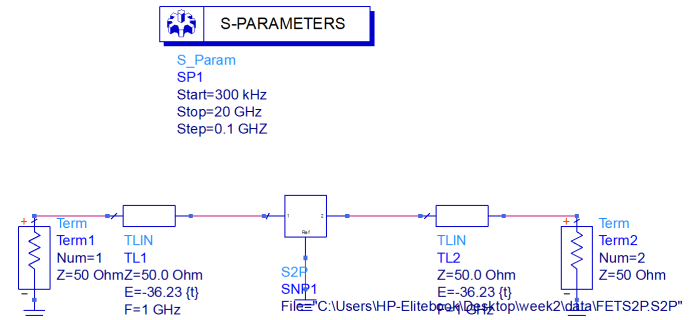 S-PARAMETERS
S_Param
SP1
Start=300 kHz
Stop=20 GHz
Step=0.1 GHZ
+
Term
Term1
Num=1
Z=50 Ohm
-
TLIN
TL1
Z=50.0 Ohm
E=-36.23 {t}
F=1 GHz
1
2
Ref
S2P
SNP1
File="C:\Users\HP-Elitebook\Desktop\week2\data\FETS2P.S2P"
TLIN
TL2
Z=50.0 Ohm
E=-36.23 {t}
F=1 GHz
+
Term
Term2
Num=2
Z=50 Ohm
-